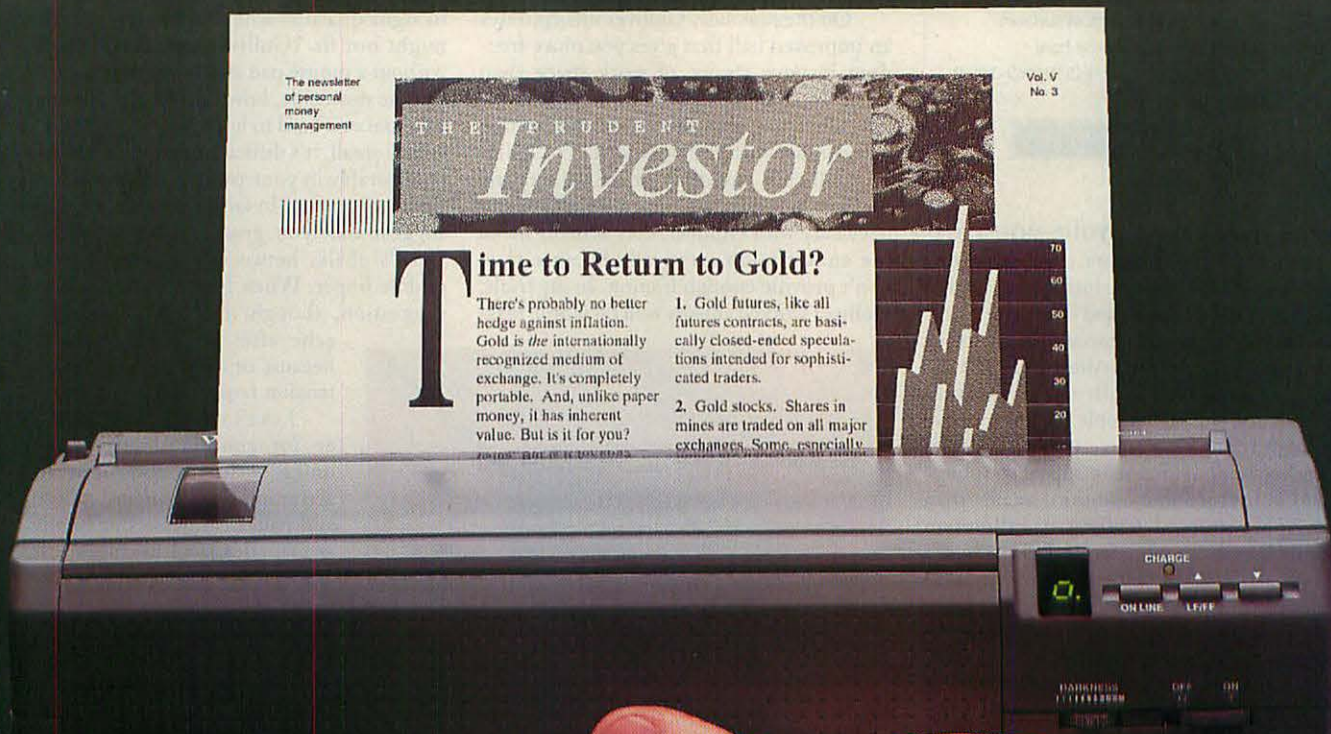 The newsletter
of personal
money
management
Vol. V
No. 3
THE PRUDENT
Investor
Time to Return to Gold?
There's probably no better
hedge against inflation.
Gold is the internationally
recognized medium of
exchange. It's completely
portable. And, unlike paper
money, it has inherent
value. But is it for you?
1. Gold futures, like all
futures contracts, are basi-
cally closed-ended specula-
tions intended for sophisti-
cated traders.
2. Gold stocks. Shares in
mines are traded on all major
exchanges. Some, especially
70
60
50
40
30
20
CHARGE
0.
ON LINE
LF/FF
DARKNESS
OFF
ON